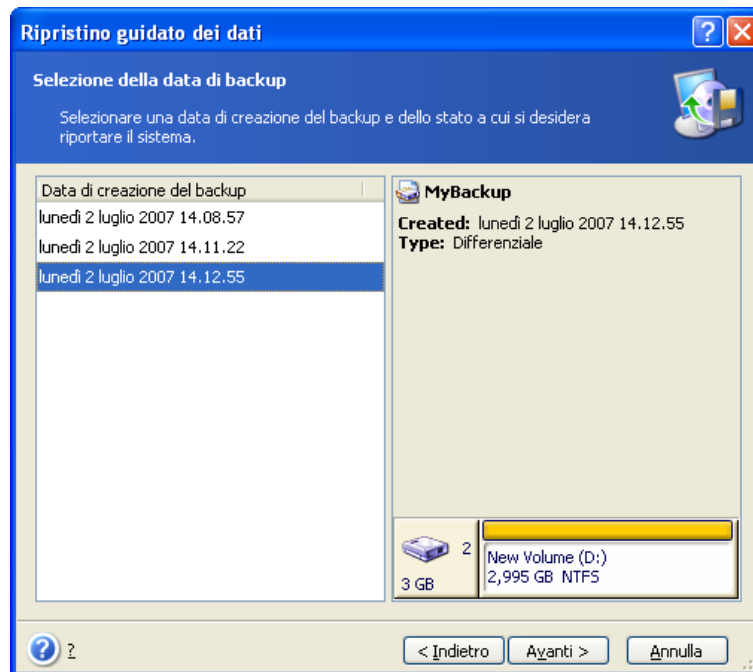 Ripristino guidato dei dati
Selezione della data di backup
Selezionare una data di creazione del backup e dello stato a cui si desidera
riportare il sistema.
Data di creazione del backup
lunedì 2 luglio 2007 14.08.57
lunedì 2 luglio 2007 14.11.22
lunedì 2 luglio 2007 14.12.55
MyBackup
Created: lunedì 2 luglio 2007 14.12.55
Type: Differenziale
2
3 GB
New Volume (D:)
2,995 GB NTFS
?
< Indietro
Avanti >
Annulla